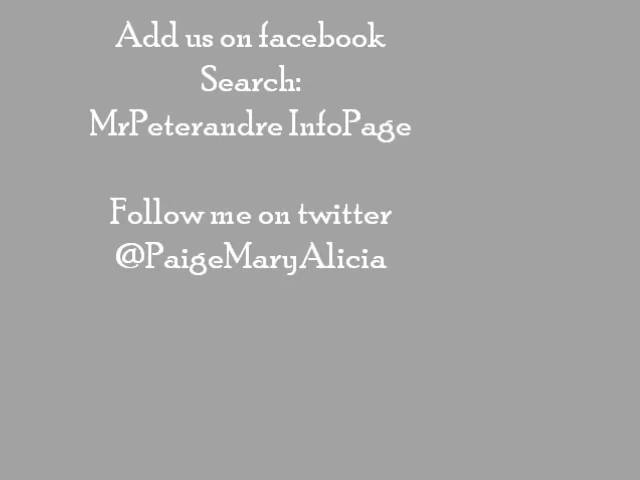 Add us on facebook
Search:
MrPeterandre InfoPage
Follow me on twitter
@PaigeMaryAlicia